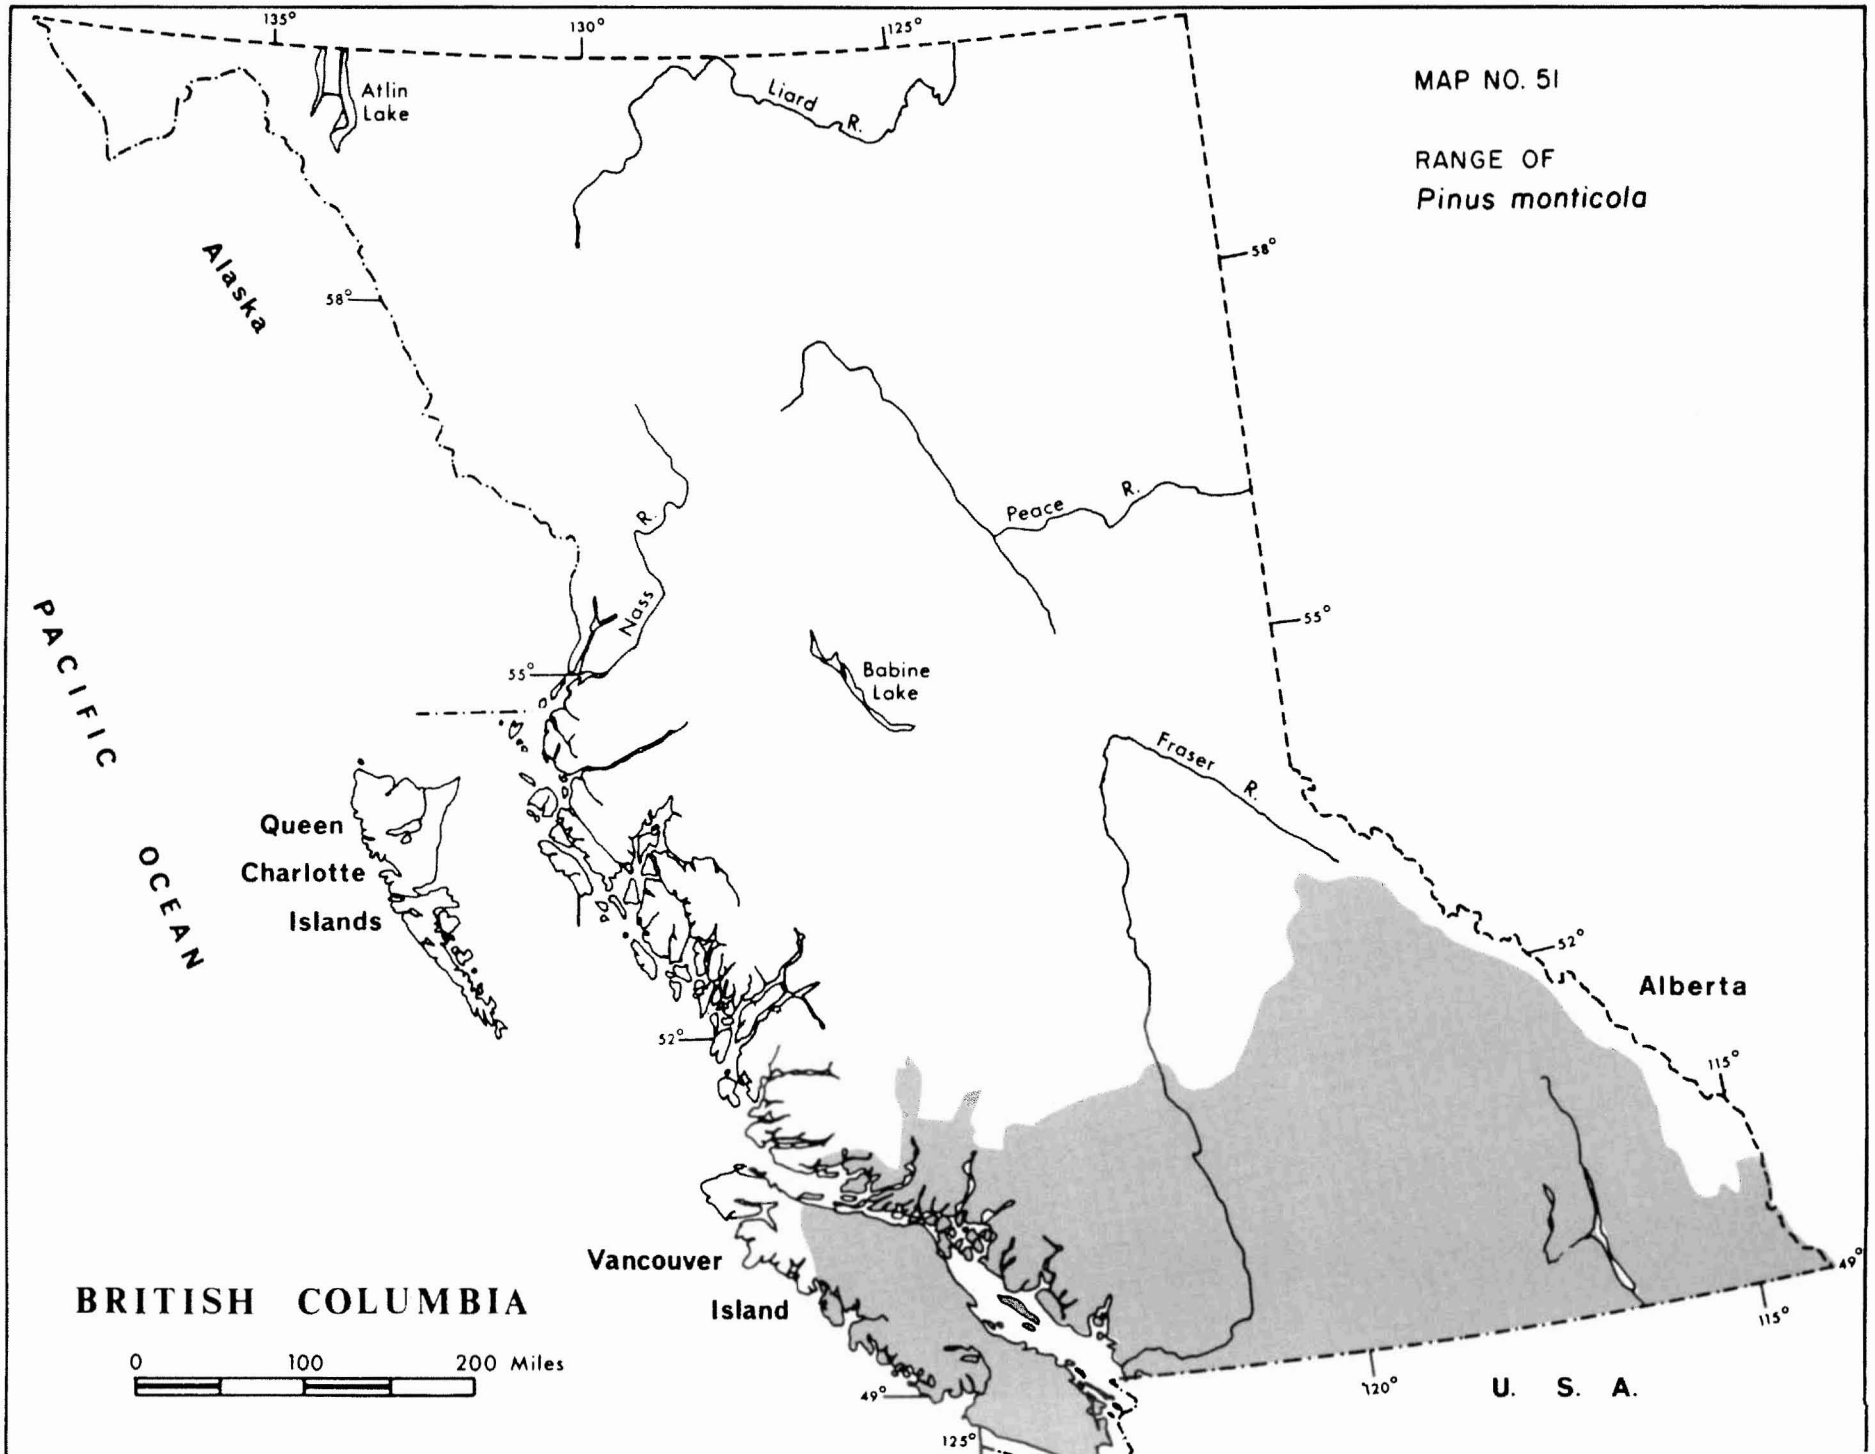 135°
130°
125°
Atlin
Lake
Liard R.
MAP NO. 51
RANGE OF
Pinus monticola
58°
Alaska
58°
Peace R.
Nass R.
55°
PACIFIC OCEAN
55°
Babine
Lake
Fraser R.
Queen
Charlotte
Islands
52°
Alberta
52°
115°
Vancouver
Island
49°
BRITISH COLUMBIA
115°
0 100 200 Miles
120°
U. S. A.
49°
125°